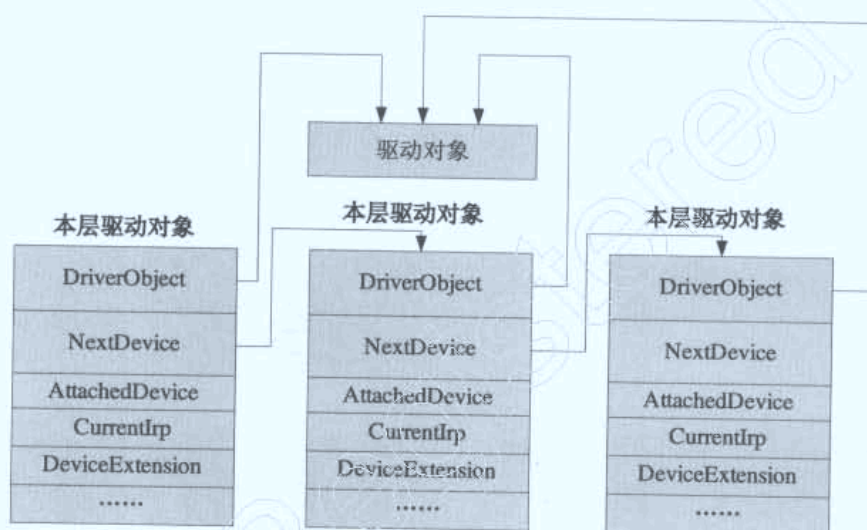 驱动对象
本层驱动对象
DriverObject
NextDevice
AttachedDevice
CurrentIrp
DeviceExtension
……
本层驱动对象
DriverObject
NextDevice
AttachedDevice
CurrentIrp
DeviceExtension
……
本层驱动对象
DriverObject
NextDevice
AttachedDevice
CurrentIrp
DeviceExtension
……
stered